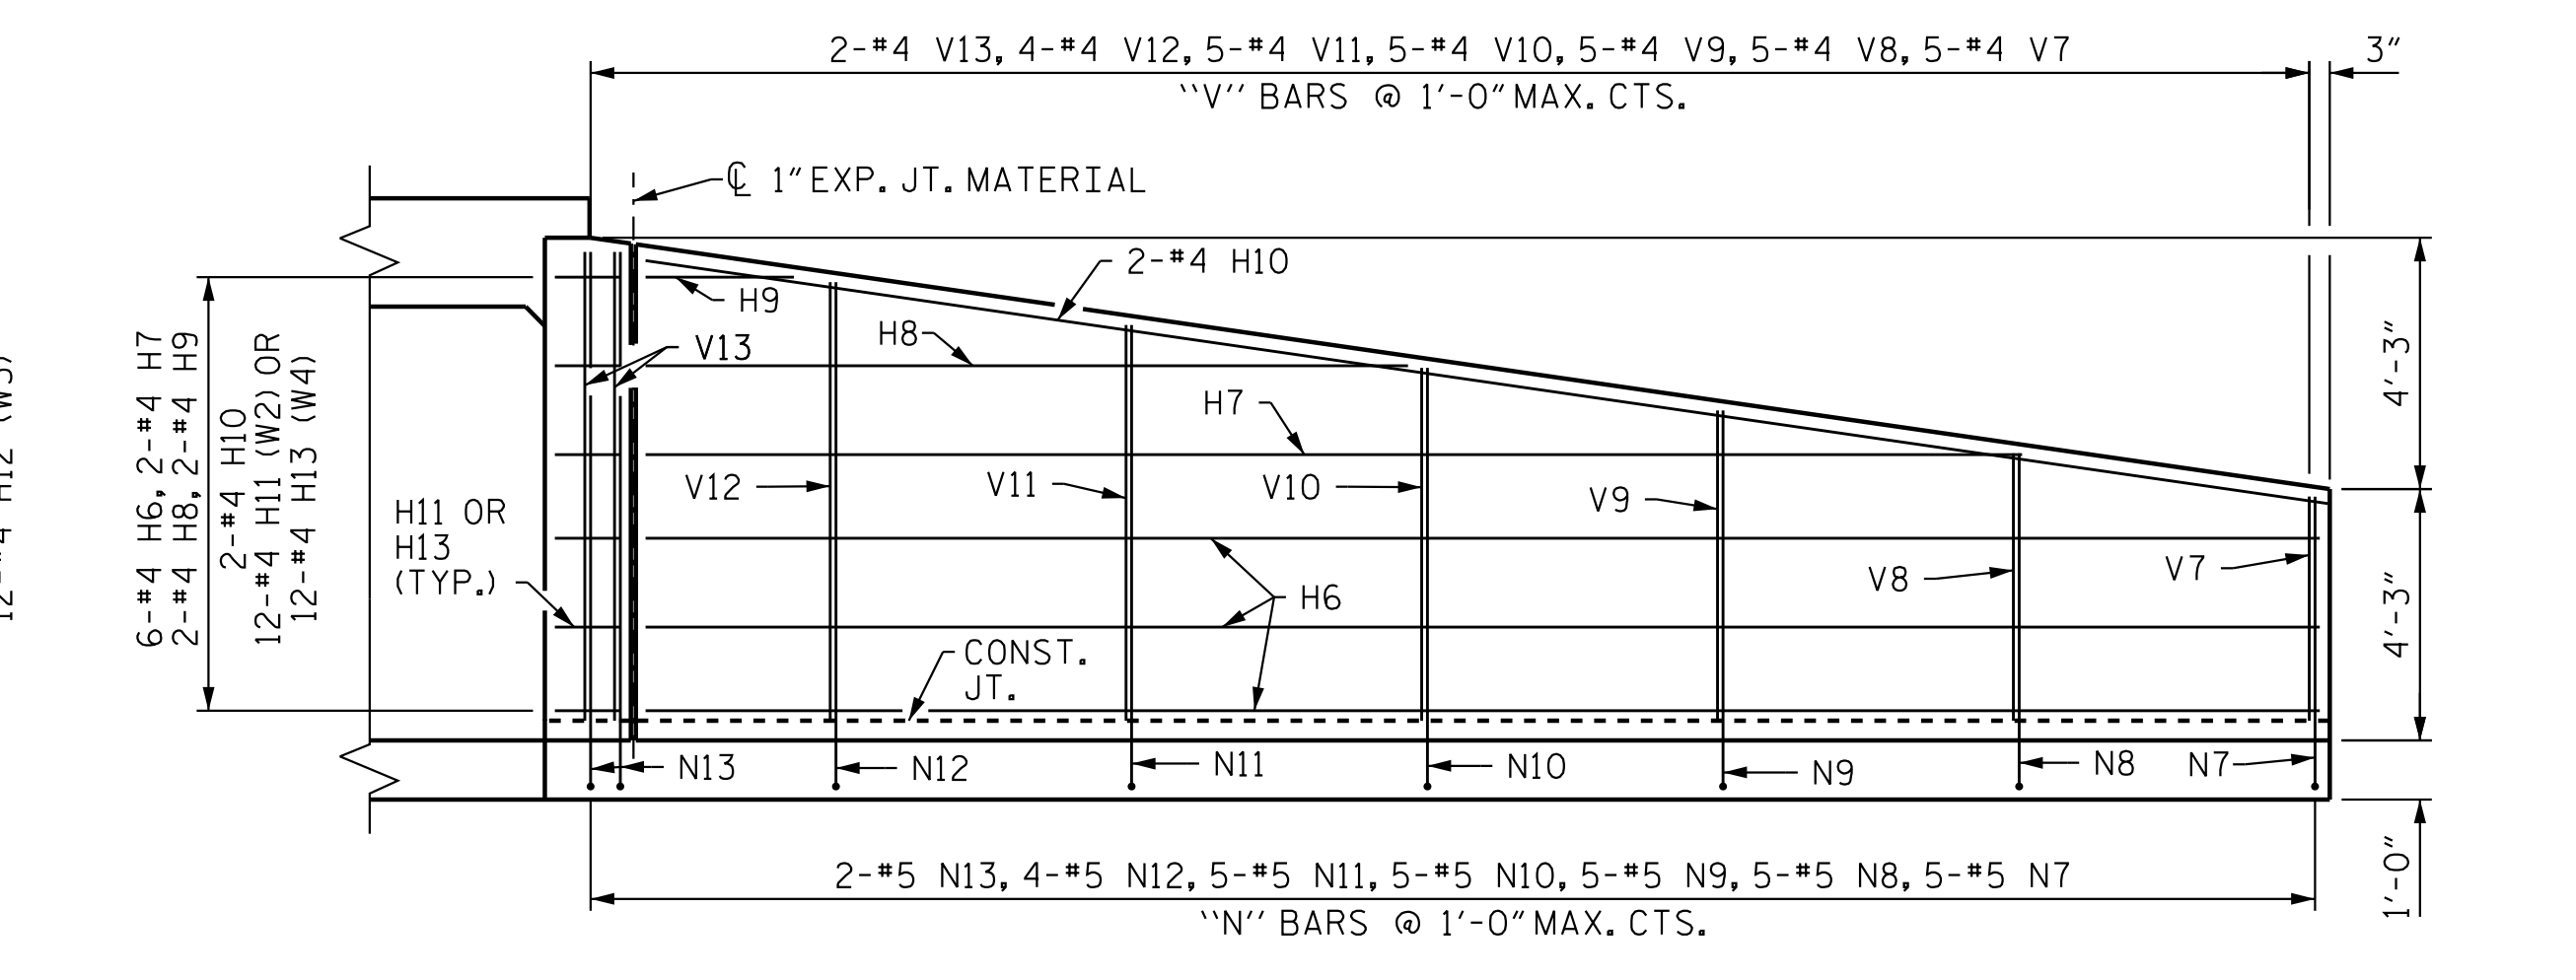 2-#4 V13, 4-#4 V12, 5-#4 V11, 5-#4 V10, 5-#4 V9, 5-#4 V8, 5-#4 V7
3"
"V" BARS @ 1'-0" MAX. CTS.
℄ 1" EXP. JT. MATERIAL
2-#4 H10
H9
H8
V13
H7
4'-3"
6-#4 H6, 2-#4 H7
2-#4 H8, 2-#4 H9
2-#4 H10
12-#4 H11 (W2) OR
12-#4 H13 (W4)
12-#4 H12 (W3)
V12
V11
V10
V9
H11 OR
H13
(TYP.)
V8
V7
H6
4'-3"
CONST.
JT.
N13
N12
N11
N10
N9
N8
N7
1'-0"
2-#5 N13, 4-#5 N12, 5-#5 N11, 5-#5 N10, 5-#5 N9, 5-#5 N8, 5-#5 N7
"N" BARS @ 1'-0" MAX. CTS.